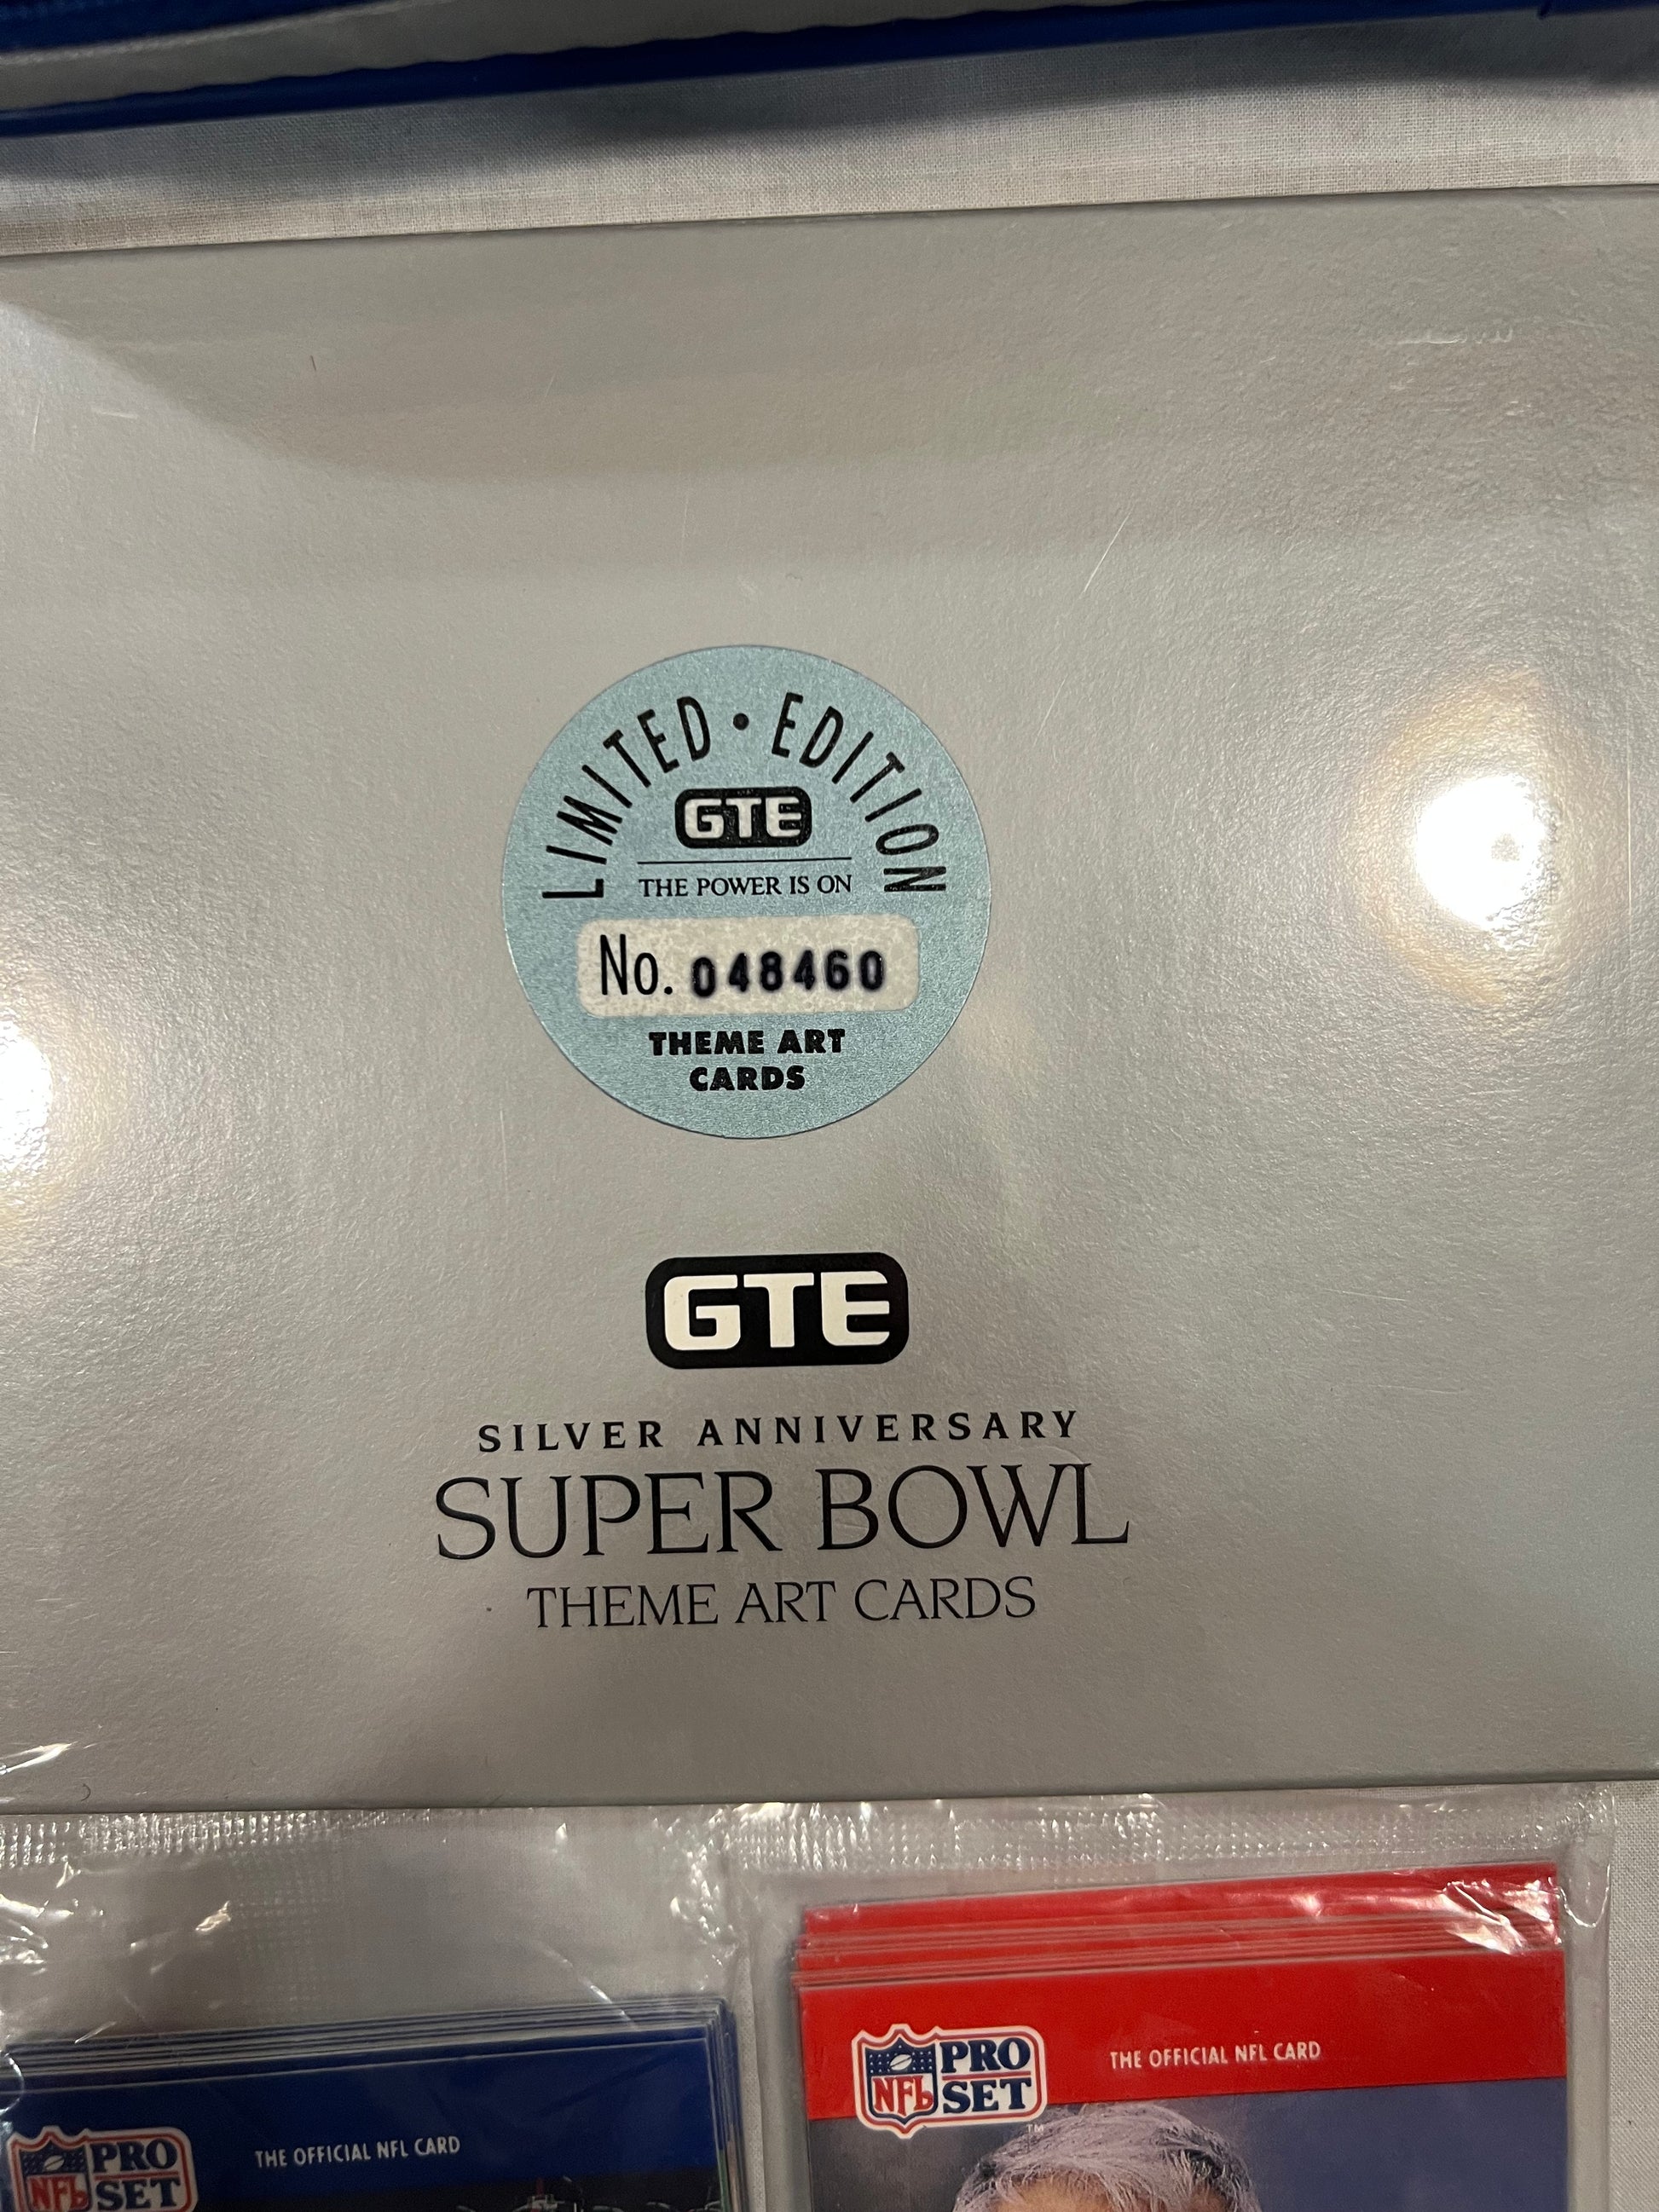 LIMITED • EDITION
GTE
THE POWER IS ON
No. 048460
THEME ART
CARDS
GTE
SILVER ANNIVERSARY
SUPER BOWL
THEME ART CARDS
NFL PRO SET™
THE OFFICIAL NFL CARD
NFL PRO SET
THE OFFICIAL NFL CARD